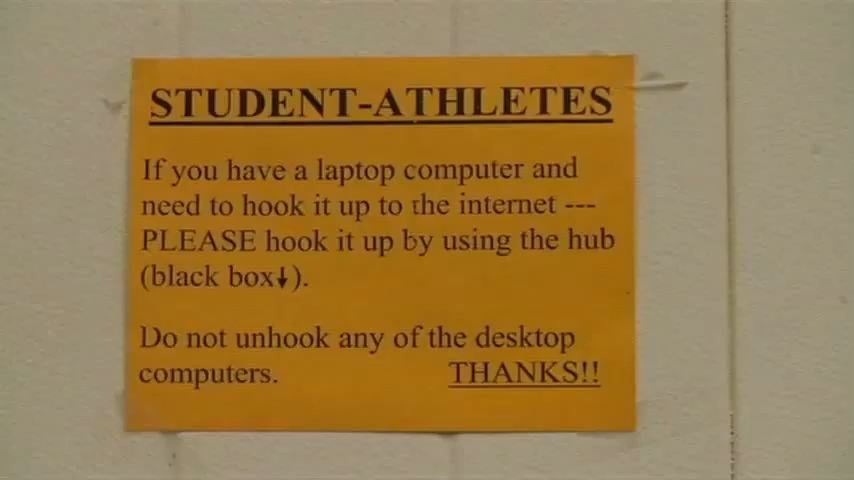 STUDENT-ATHLETES
If you have a laptop computer and
need to hook it up to the internet ---
PLEASE hook it up by using the hub
(black box↓).
Do not unhook any of the desktop
computers. THANKS!!